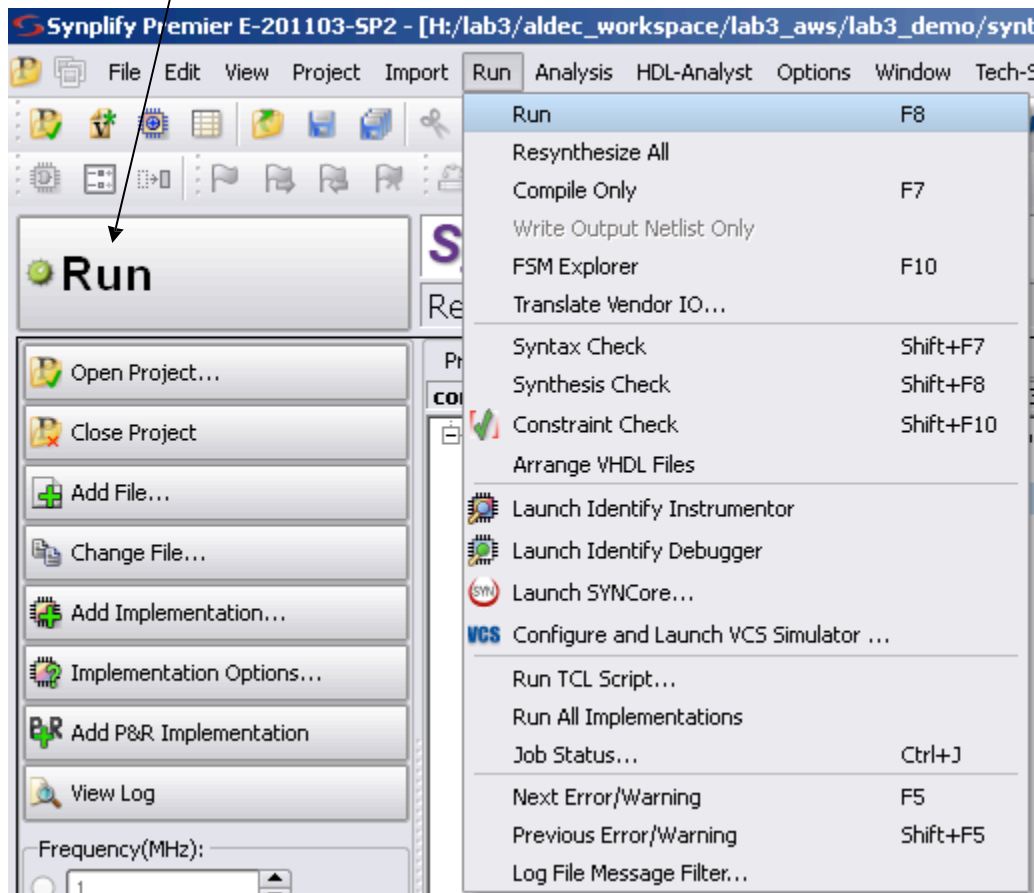 Synplify Premier E-201103-SP2 - [H:/lab3/aldec_workspace/lab3_aws/lab3_demo/synt
File Edit View Project Import Run Analysis HDL-Analyst Options Window Tech-S
Run
Open Project...
Close Project
Add File...
Change File...
Add Implementation...
Implementation Options...
P&R Add P&R Implementation
View Log
Frequency(MHz):
1
Sy
Re
Pr
co
Run F8
Resynthesize All
Compile Only F7
Write Output Netlist Only
FSM Explorer F10
Translate Vendor IO...
Syntax Check Shift+F7
Synthesis Check Shift+F8
Constraint Check Shift+F10
Arrange VHDL Files
Launch Identify Instrumentor
Launch Identify Debugger
SYN Launch SYNCore...
VCS Configure and Launch VCS Simulator ...
Run TCL Script...
Run All Implementations
Job Status... Ctrl+J
Next Error/Warning F5
Previous Error/Warning Shift+F5
Log File Message Filter...